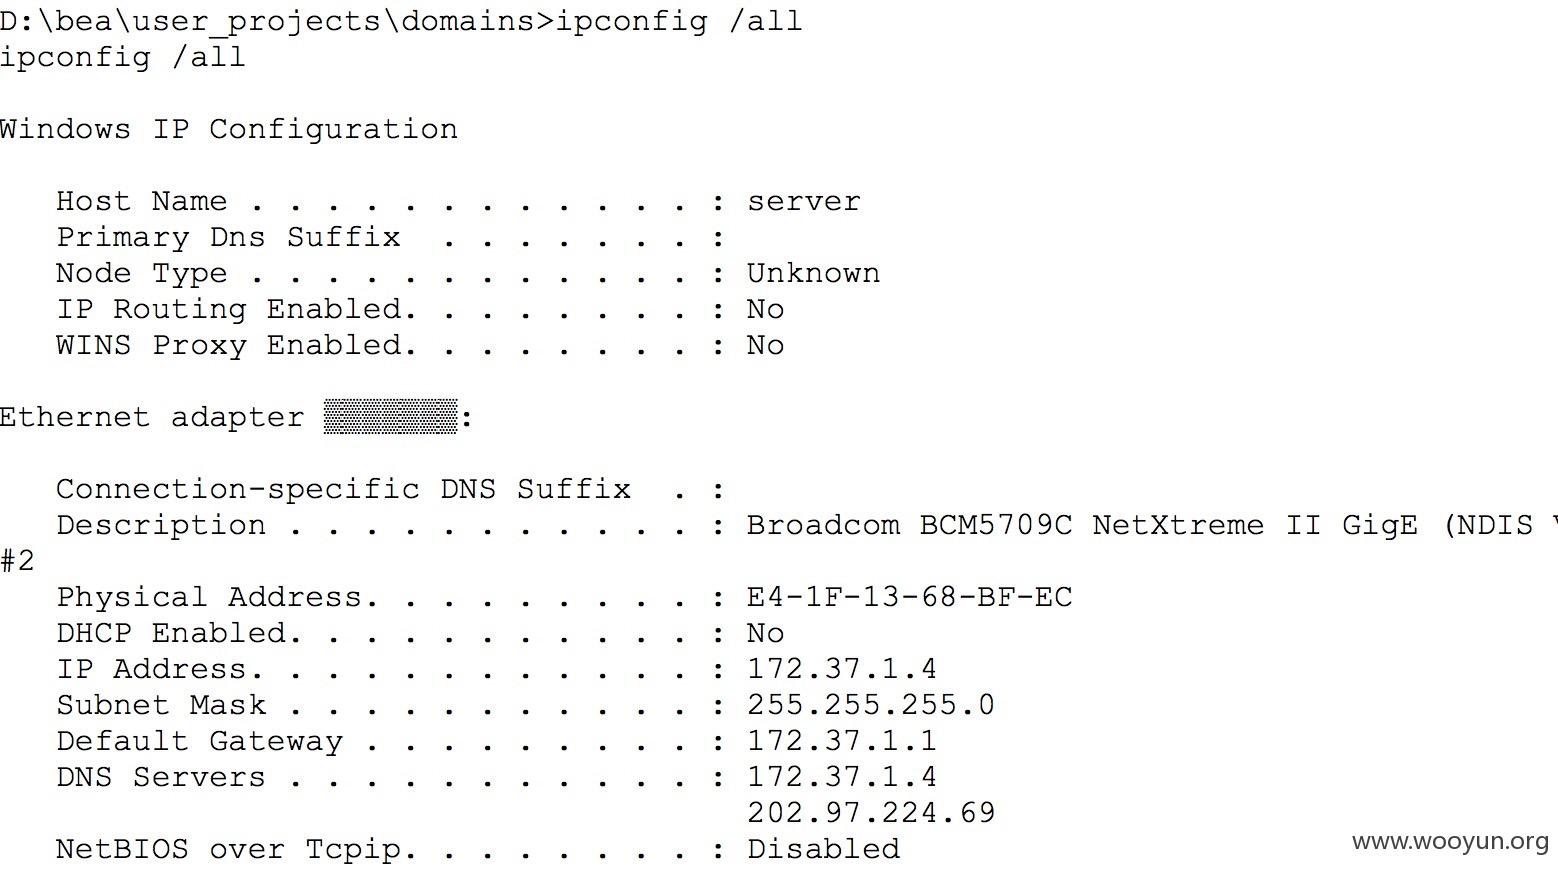 D:\bea\user_projects\domains>ipconfig /all
ipconfig /all
Windows IP Configuration
Host Name . . . . . . . . . . . . : server
Primary Dns Suffix  . . . . . . . :
Node Type . . . . . . . . . . . . : Unknown
IP Routing Enabled. . . . . . . . : No
WINS Proxy Enabled. . . . . . . . : No
Ethernet adapter ▒▒▒▒▒▒▒:
Connection-specific DNS Suffix  . :
Description . . . . . . . . . . . : Broadcom BCM5709C NetXtreme II GigE (NDIS
#2
Physical Address. . . . . . . . . : E4-1F-13-68-BF-EC
DHCP Enabled. . . . . . . . . . . : No
IP Address. . . . . . . . . . . . : 172.37.1.4
Subnet Mask . . . . . . . . . . . : 255.255.255.0
Default Gateway . . . . . . . . . : 172.37.1.1
DNS Servers . . . . . . . . . . . : 172.37.1.4
202.97.224.69
NetBIOS over Tcpip. . . . . . . . : Disabled
www.wooyun.org